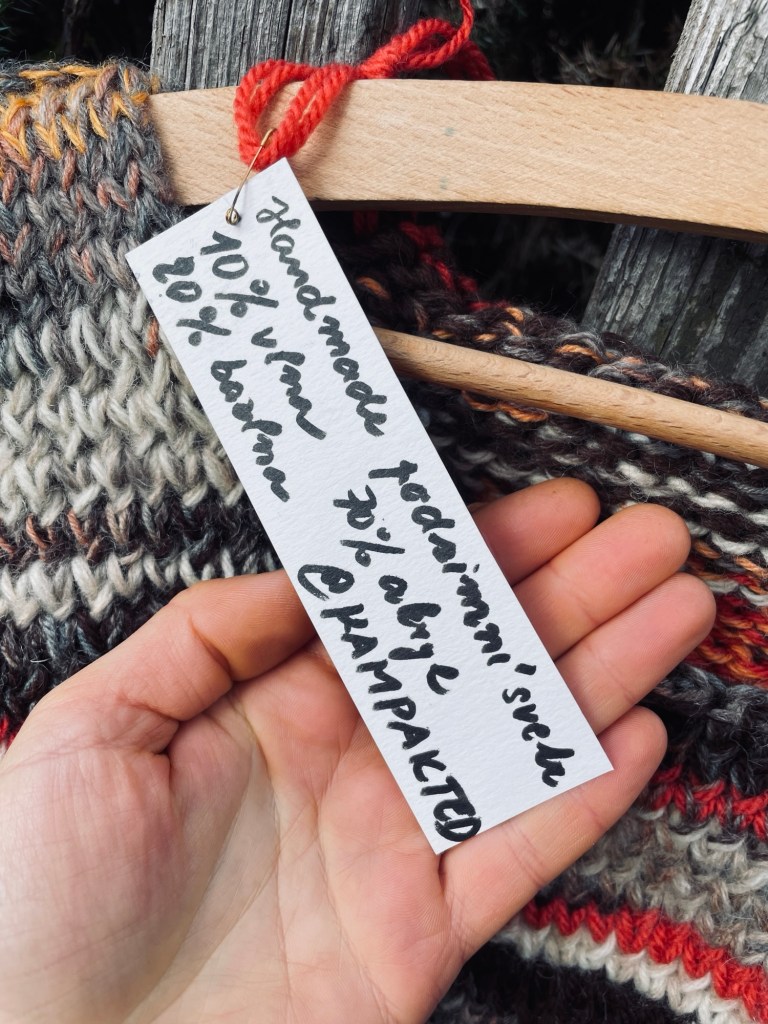 Handmade podzimní svetr
10% vlna 70% akryl
20% bavlna @KAMPAKTED